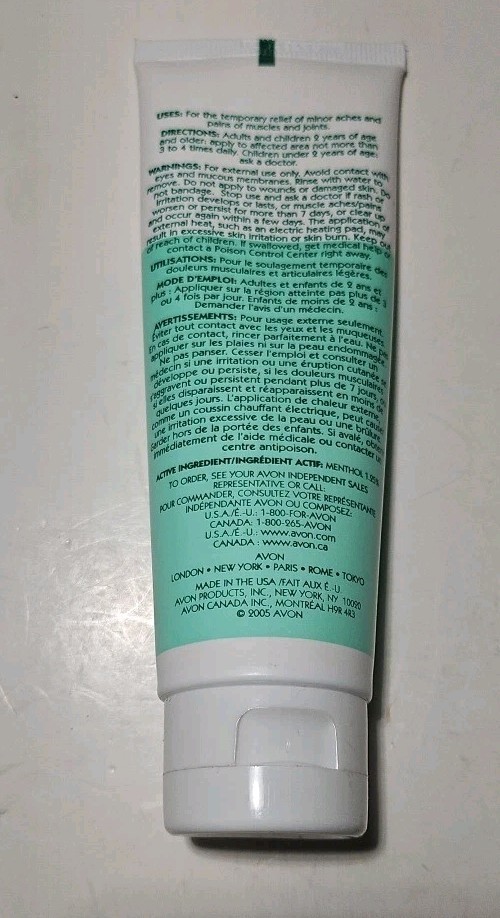 USES: For the temporary relief of minor aches and
pains of muscles and joints.
DIRECTIONS: Adults and children 2 years of age
and older: apply to affected area not more than
3 to 4 times daily. Children under 2 years of age:
ask a doctor.
WARNINGS: For external use only. Avoid contact with
eyes and mucous membranes. Rinse with water to
remove. Do not apply to wounds or damaged skin. Do
not bandage. Stop use and ask a doctor if rash or
irritation develops or lasts, or muscle aches/pains
worsen or persist for more than 7 days, or clear up
and occur again within a few days. The application of
external heat, such as an electric heating pad, may
result in excessive skin irritation or skin burn. Keep out
of reach of children. If swallowed, get medical help or
contact a Poison Control Center right away.
UTILISATIONS: Pour le soulagement temporaire des
douleurs musculaires et articulaires légères.
MODE D'EMPLOI: Adultes et enfants de 2 ans et
plus : Appliquer sur la région atteinte pas plus de 3
ou 4 fois par jour. Enfants de moins de 2 ans :
Demander l'avis d'un médecin.
AVERTISSEMENTS: Pour usage externe seulement.
Éviter tout contact avec les yeux et les muqueuses.
En cas de contact, rincer parfaitement à l'eau. Ne pas
appliquer sur les plaies ni sur la peau endommagée.
Ne pas panser. Cesser l'emploi et consulter un
médecin si une irritation ou une éruption cutanée se
développe ou persiste, si les douleurs musculaires
s'aggravent ou persistent pendant plus de 7 jours, ou
si elles disparaissent et réapparaissent en moins de
quelques jours. L'application de chaleur externe,
comme un coussin chauffant électrique, peut causer
une irritation excessive de la peau ou une brûlure.
Garder hors de la portée des enfants. Si avalé, obtenir
immédiatement de l'aide médicale ou contacter un
centre antipoison.
ACTIVE INGREDIENT/INGRÉDIENT ACTIF: MENTHOL
TO ORDER, SEE YOUR AVON INDEPENDENT SALES
REPRESENTATIVE OR CALL:
POUR COMMANDER, CONSULTEZ VOTRE REPRÉSENTANTE
INDÉPENDANTE AVON OU COMPOSEZ:
U.S.A./É.-U.: 1-800-FOR-AVON
CANADA: 1-800-265-AVON
U.S.A./É.-U.: www.avon.com
CANADA : www.avon.ca
AVON
LONDON • NEW YORK • PARIS • ROME • TOKYO
MADE IN THE USA /FAIT AUX É.-U.
AVON PRODUCTS, INC., NEW YORK, NY 10020
AVON CANADA INC., MONTRÉAL H9R 4R3
© 2005 AVON